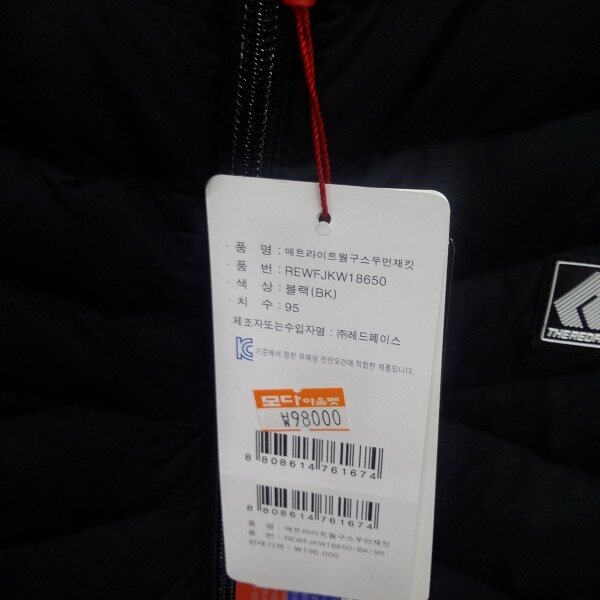 · 품 명 : 매트라이트웜구스우먼재킷
· 품 번 : REWFJKW18650
· 색 상 : 블랙(BK)
· 치 수 : 95
제조자또는수입자명 : ㈜레드페이스
KC 기준에서 정한 유해성 안전요건에 적합한 제품입니다.
모다아울렛
₩98000
8 808614 761674
8 808614 761674
· 품 명 : 매트라이트웜구스우먼재킷
· 품 번 : REWFJKW18650-BK-95
· 판매가격 : ₩196,000